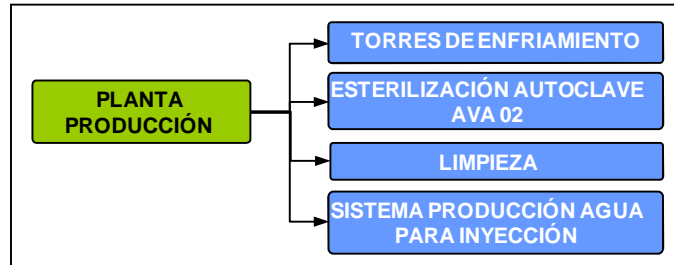 TORRES DE ENFRIAMIENTO
ESTERILIZACIÓN AUTOCLAVE
AVA 02
PLANTA
PRODUCCIÓN
LIMPIEZA
SISTEMA PRODUCCIÓN AGUA
PARA INYECCIÓN